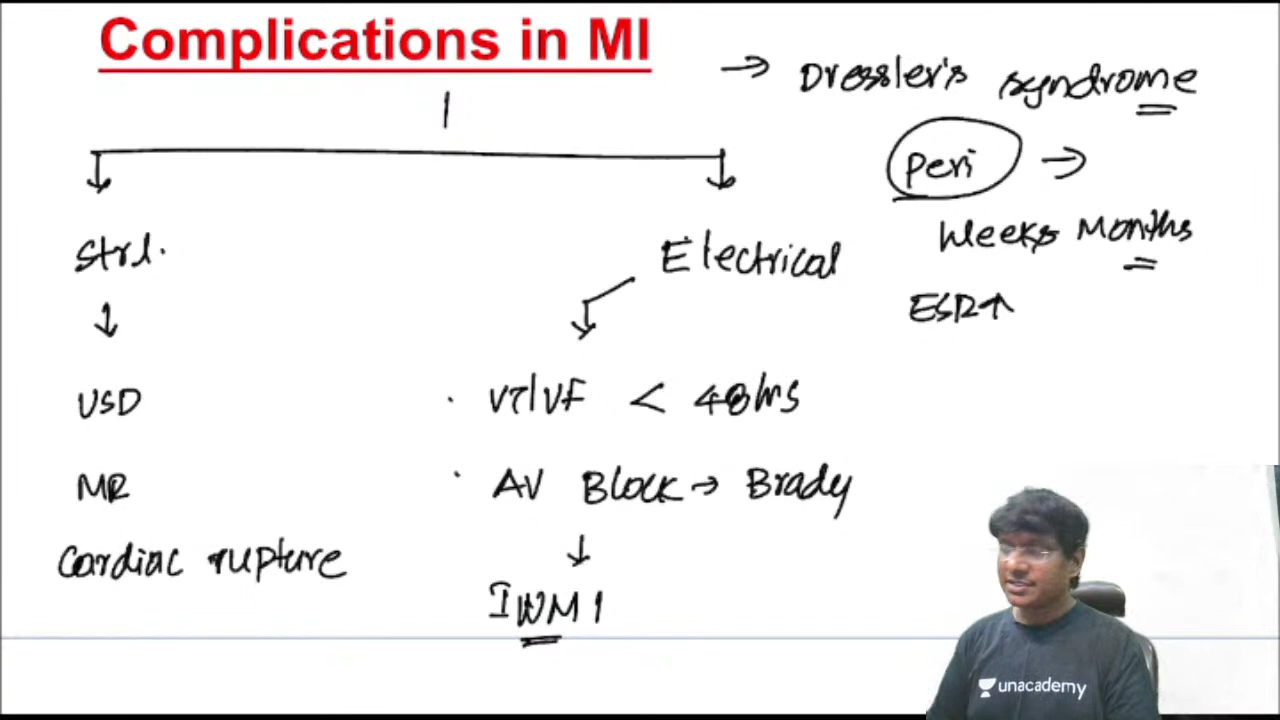 Complications in MI
→ Dressler's syndrome
Peri →
Weeks Months
ESR↑
Strl.
Electrical
VSD
VT/VF < 48hrs
MR
AV Block → Brady
Cardiac rupture
IWMI
unacademy